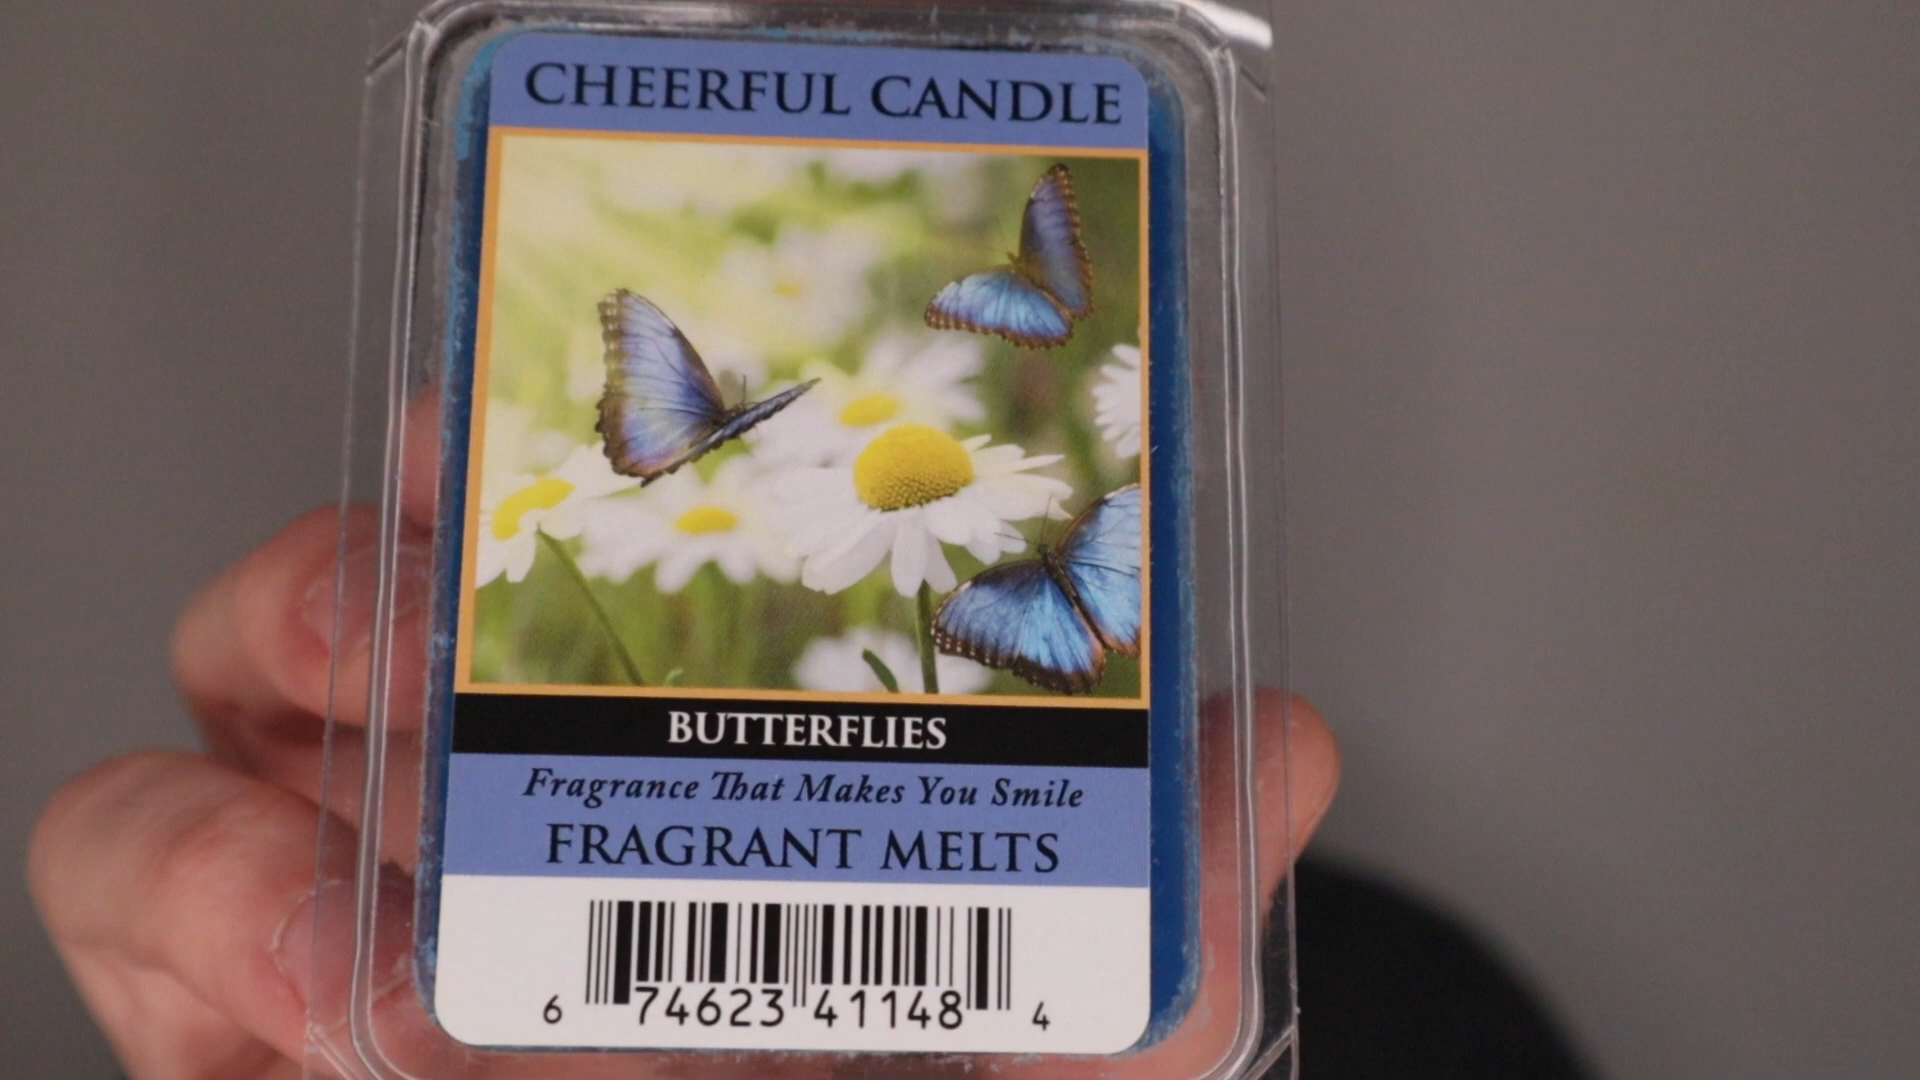 CHEERFUL CANDLE
BUTTERFLIES
Fragrance That Makes You Smile
FRAGRANT MELTS
6 74623 41148 4